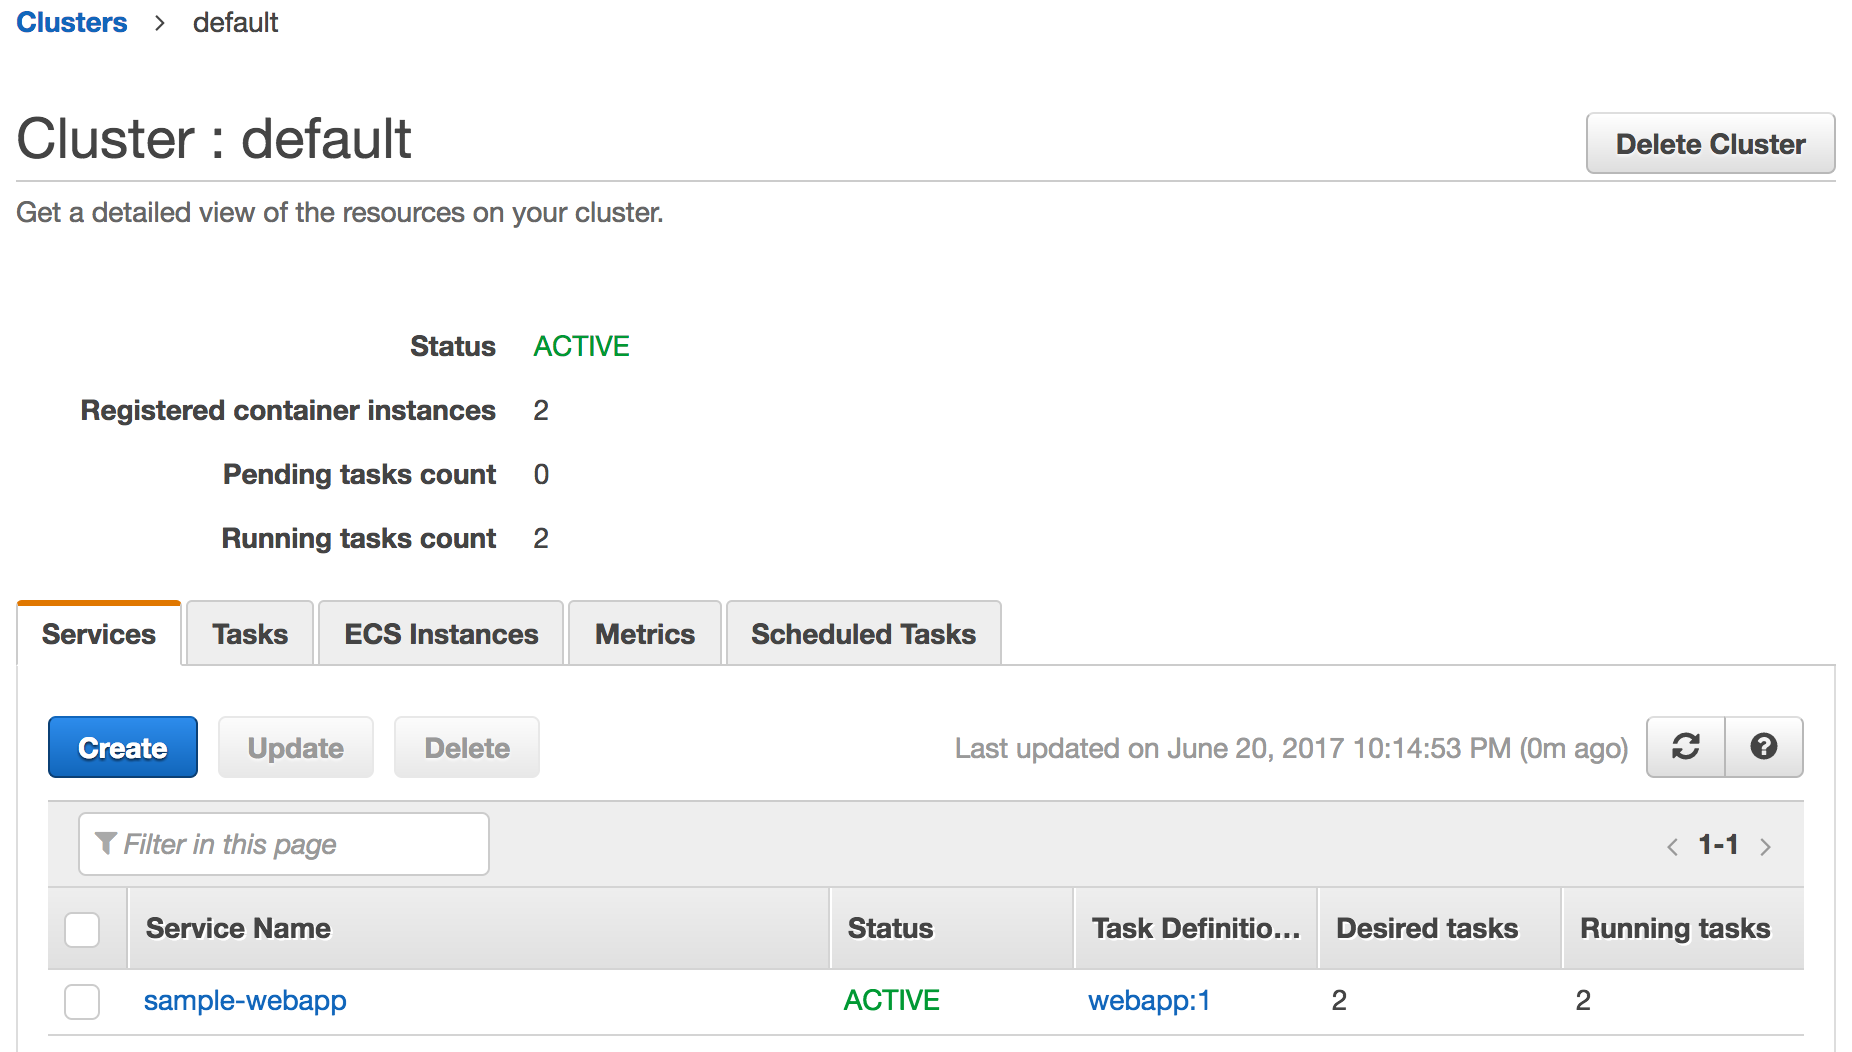 Clusters > default
Cluster : default
Delete Cluster
Get a detailed view of the resources on your cluster.
Status ACTIVE
Registered container instances 2
Pending tasks count 0
Running tasks count 2
Services Tasks ECS Instances Metrics Scheduled Tasks
Create Update Delete Last updated on June 20, 2017 10:14:53 PM (0m ago)
Filter in this page < 1-1 >
Service Name Status Task Definitio... Desired tasks Running tasks
sample-webapp ACTIVE webapp:1 2 2